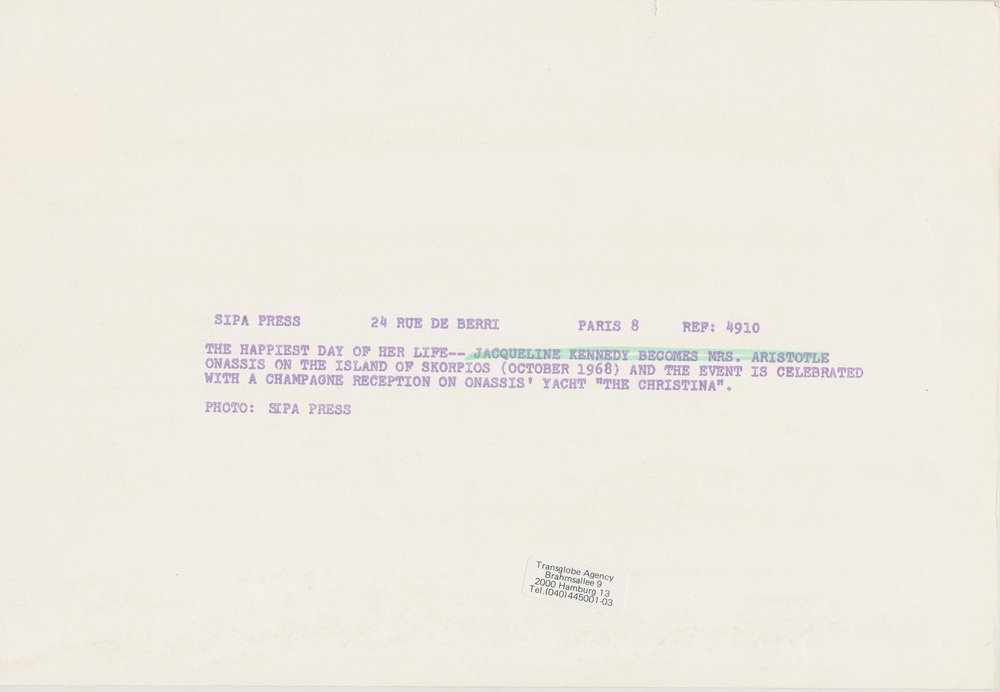 SIPA PRESS 24 RUE DE BERRI PARIS 8 REF: 4910
THE HAPPIEST DAY OF HER LIFE-- JACQUELINE KENNEDY BECOMES MRS. ARISTOTLE
ONASSIS ON THE ISLAND OF SKORPIOS (OCTOBER 1968) AND THE EVENT IS CELEBRATED
WITH A CHAMPAGNE RECEPTION ON ONASSIS' YACHT "THE CHRISTINA".
PHOTO: SIPA PRESS
Transglobe Agency
Brahmsallee 9
2000 Hamburg 13
Tel.(040)445001-03